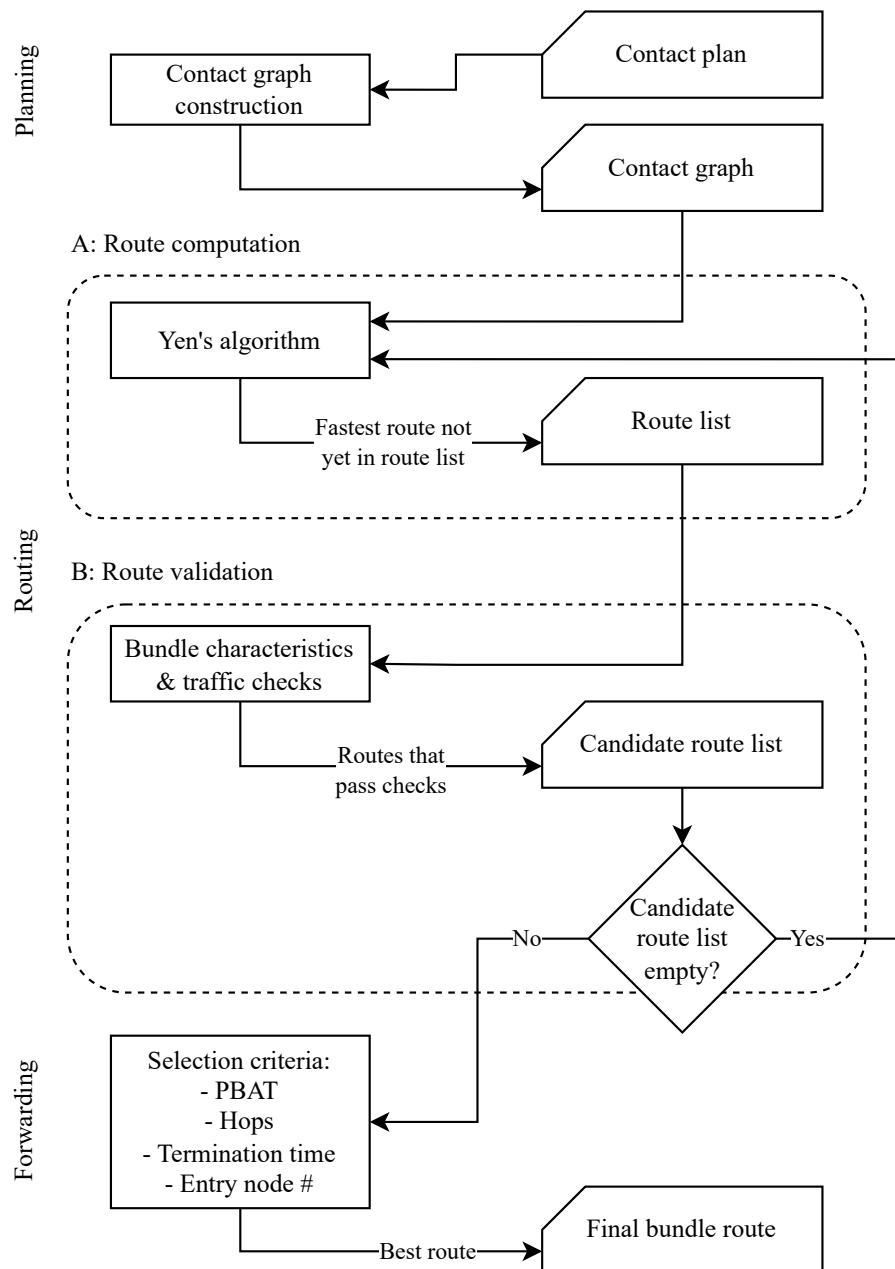 Planning
Contact plan
Contact graph
construction
Contact graph
A: Route computation
Yen's algorithm
Fastest route not
yet in route list
Route list
Routing
B: Route validation
Bundle characteristics
& traffic checks
Routes that
pass checks
Candidate route list
Candidate
route list
empty?
No
Yes
Forwarding
Selection criteria:
- PBAT
- Hops
- Termination time
- Entry node #
Best route
Final bundle route